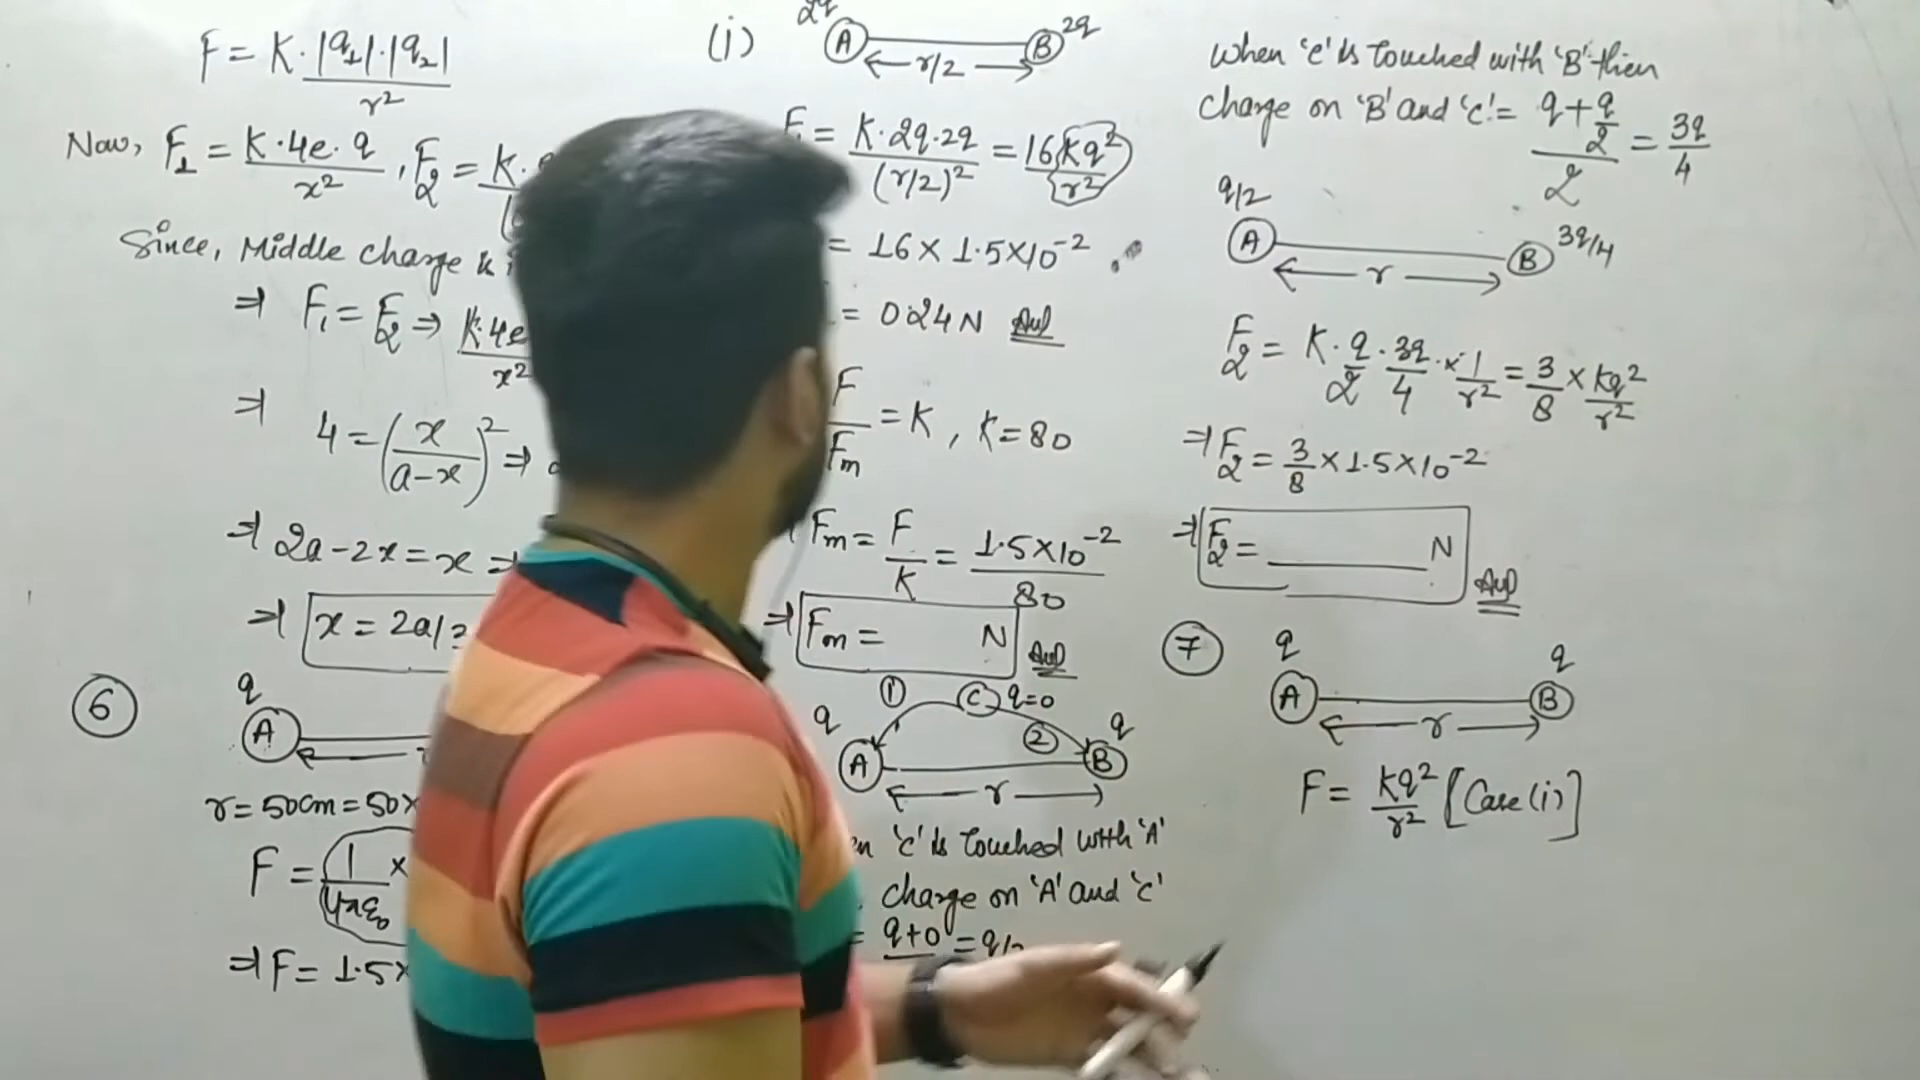 F = K. |q1|.|q2| / r²
Now, F1 = K.4e.q / x² , F2 = K.
Since, Middle charge
⇒ F1 = F2 ⇒ K.4e / x²
⇒ 4 = (x / a-x)² ⇒
⇒ 2a-2x = x ⇒
⇒ x = 2a/3
6
q
A
r = 50cm = 50×
F = 1/4πε0 ×
⇒ F = 1.5×
(i) 2q A B 2q
r/2
F1 = K.2q.2q / (r/2)² = 16 Kq² / r²
= 16 × 1.5×10⁻²
= 0.24 N Ans
F / Fm = K , K = 80
Fm = F / K = 1.5×10⁻² / 80
⇒ Fm = N Ans
1 C q=0
q 2 q
A B
r
'C' is Touched with 'A'
charge on 'A' and 'C'
= q+0 = q/2
When 'C' is Touched with 'B' then
charge on 'B' and 'C' = q + q/2 / 2 = 3q / 4
q/2 A B 3q/4
r
F2 = K. q/2 . 3q/4 × 1/r² = 3/8 × Kq² / r²
⇒ F2 = 3/8 × 1.5×10⁻²
⇒ F2 = ______ N Ans
7 q q
A B
r
F = Kq² / r² [Case (i)]